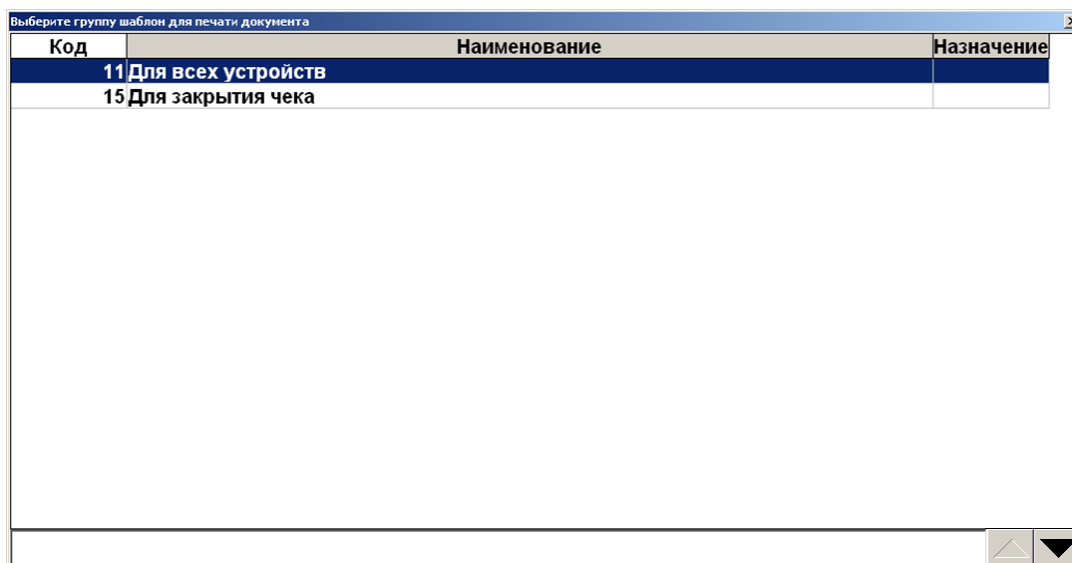 Выберите группу шаблон для печати документа
Код Наименование Назначение
11 Для всех устройств
15 Для закрытия чека